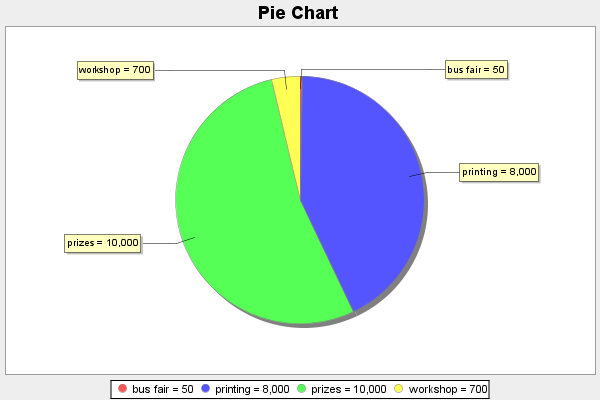 Pie Chart
workshop = 700
bus fair = 50
printing = 8,000
prizes = 10,000
bus fair = 50 printing = 8,000 prizes = 10,000 workshop = 700